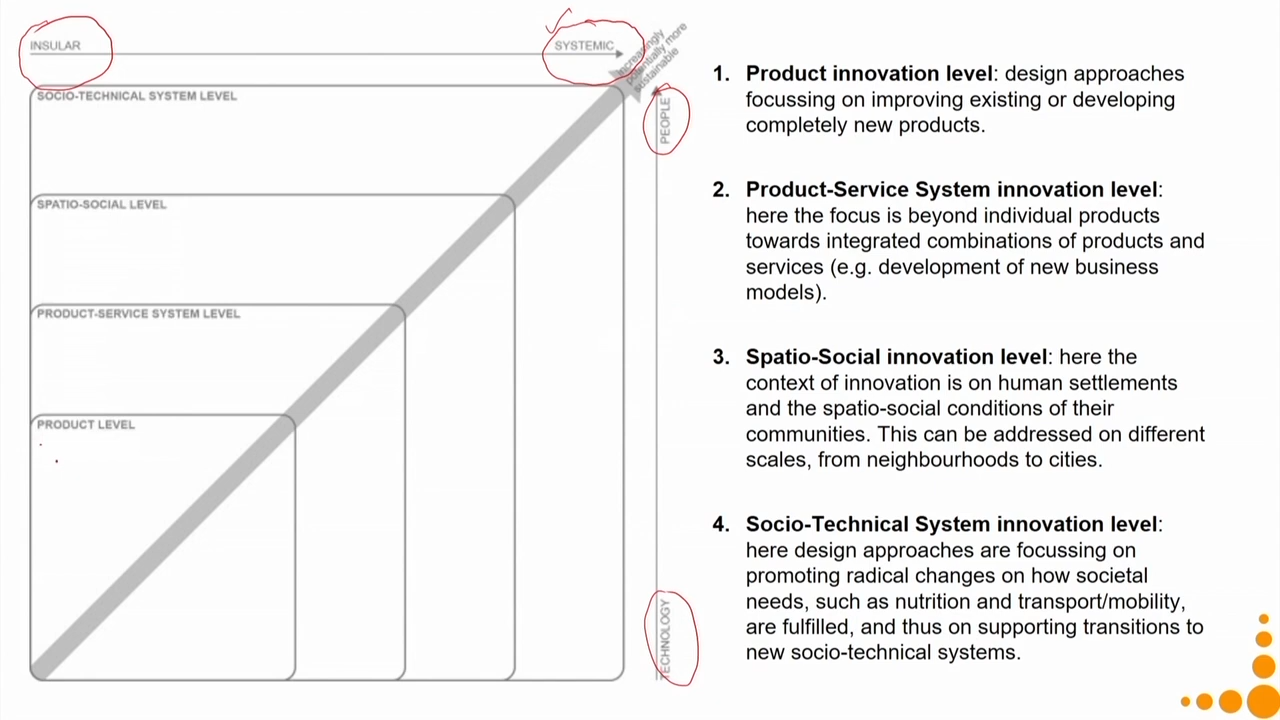 INSULAR
SYSTEMIC
Increasingly
potentially more
sustainable
SOCIO-TECHNICAL SYSTEM LEVEL
PEOPLE
SPATIO-SOCIAL LEVEL
PRODUCT-SERVICE SYSTEM LEVEL
PRODUCT LEVEL
TECHNOLOGY
1. Product innovation level: design approaches
focussing on improving existing or developing
completely new products.
2. Product-Service System innovation level:
here the focus is beyond individual products
towards integrated combinations of products and
services (e.g. development of new business
models).
3. Spatio-Social innovation level: here the
context of innovation is on human settlements
and the spatio-social conditions of their
communities. This can be addressed on different
scales, from neighbourhoods to cities.
4. Socio-Technical System innovation level:
here design approaches are focussing on
promoting radical changes on how societal
needs, such as nutrition and transport/mobility,
are fulfilled, and thus on supporting transitions to
new socio-technical systems.